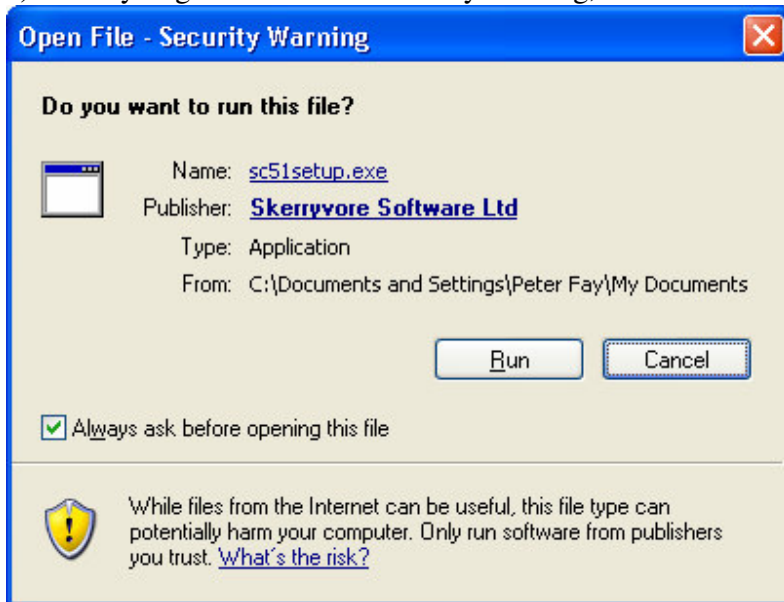 Open File - Security Warning
Do you want to run this file?
Name: sc51setup.exe
Publisher: Skerryvore Software Ltd
Type: Application
From: C:\Documents and Settings\Peter Fay\My Documents
Run Cancel
Always ask before opening this file
While files from the Internet can be useful, this file type can
potentially harm your computer. Only run software from publishers
you trust. What's the risk?